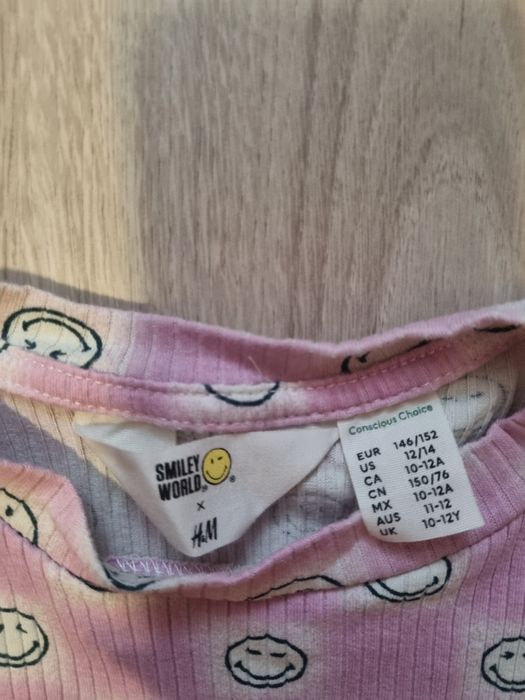 SMILEY
WORLD®
×
H&M
Conscious Choice
EUR 146/152
US 12/14
CA 10-12A
CN 150/76
MX 10-12A
AUS 11-12
UK 10-12Y